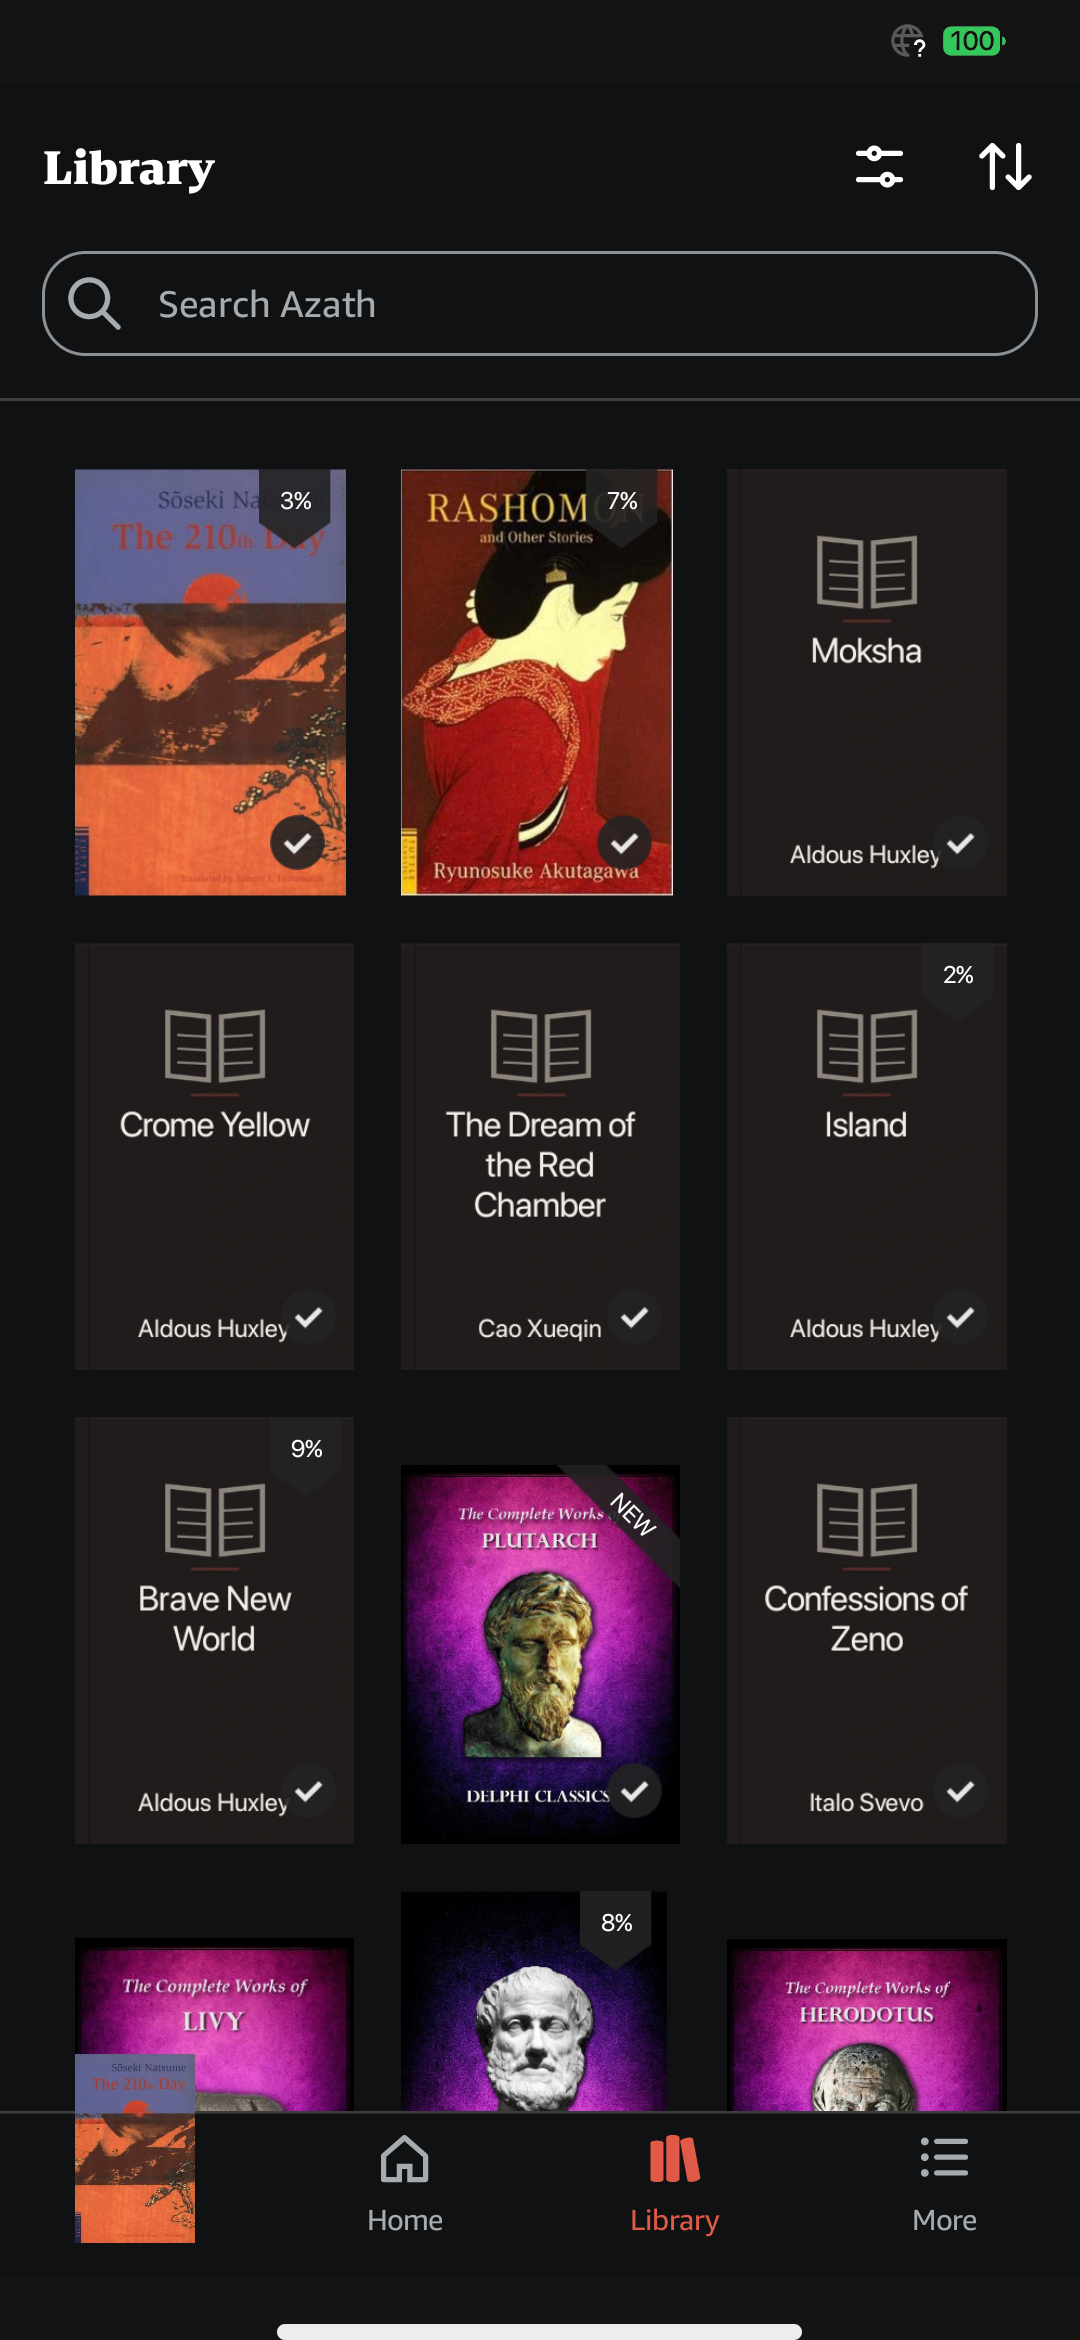 100
Library
Search Azath
Sōseki Nats
3%
The 210th Day
RASHOMON
7%
and Other Stories
Ryunosuke Akutagawa
Moksha
Aldous Huxley
Crome Yellow
Aldous Huxley
The Dream of
the Red
Chamber
Cao Xueqin
2%
Island
Aldous Huxley
9%
Brave New
World
Aldous Huxley
NEW
The Complete Works
PLUTARCH
DELPHI CLASSICS
Confessions of
Zeno
Italo Svevo
The Complete Works of
LIVY
8%
The Complete Works of
HERODOTUS
Sōseki Natsume
The 210th Day
Home
Library
More